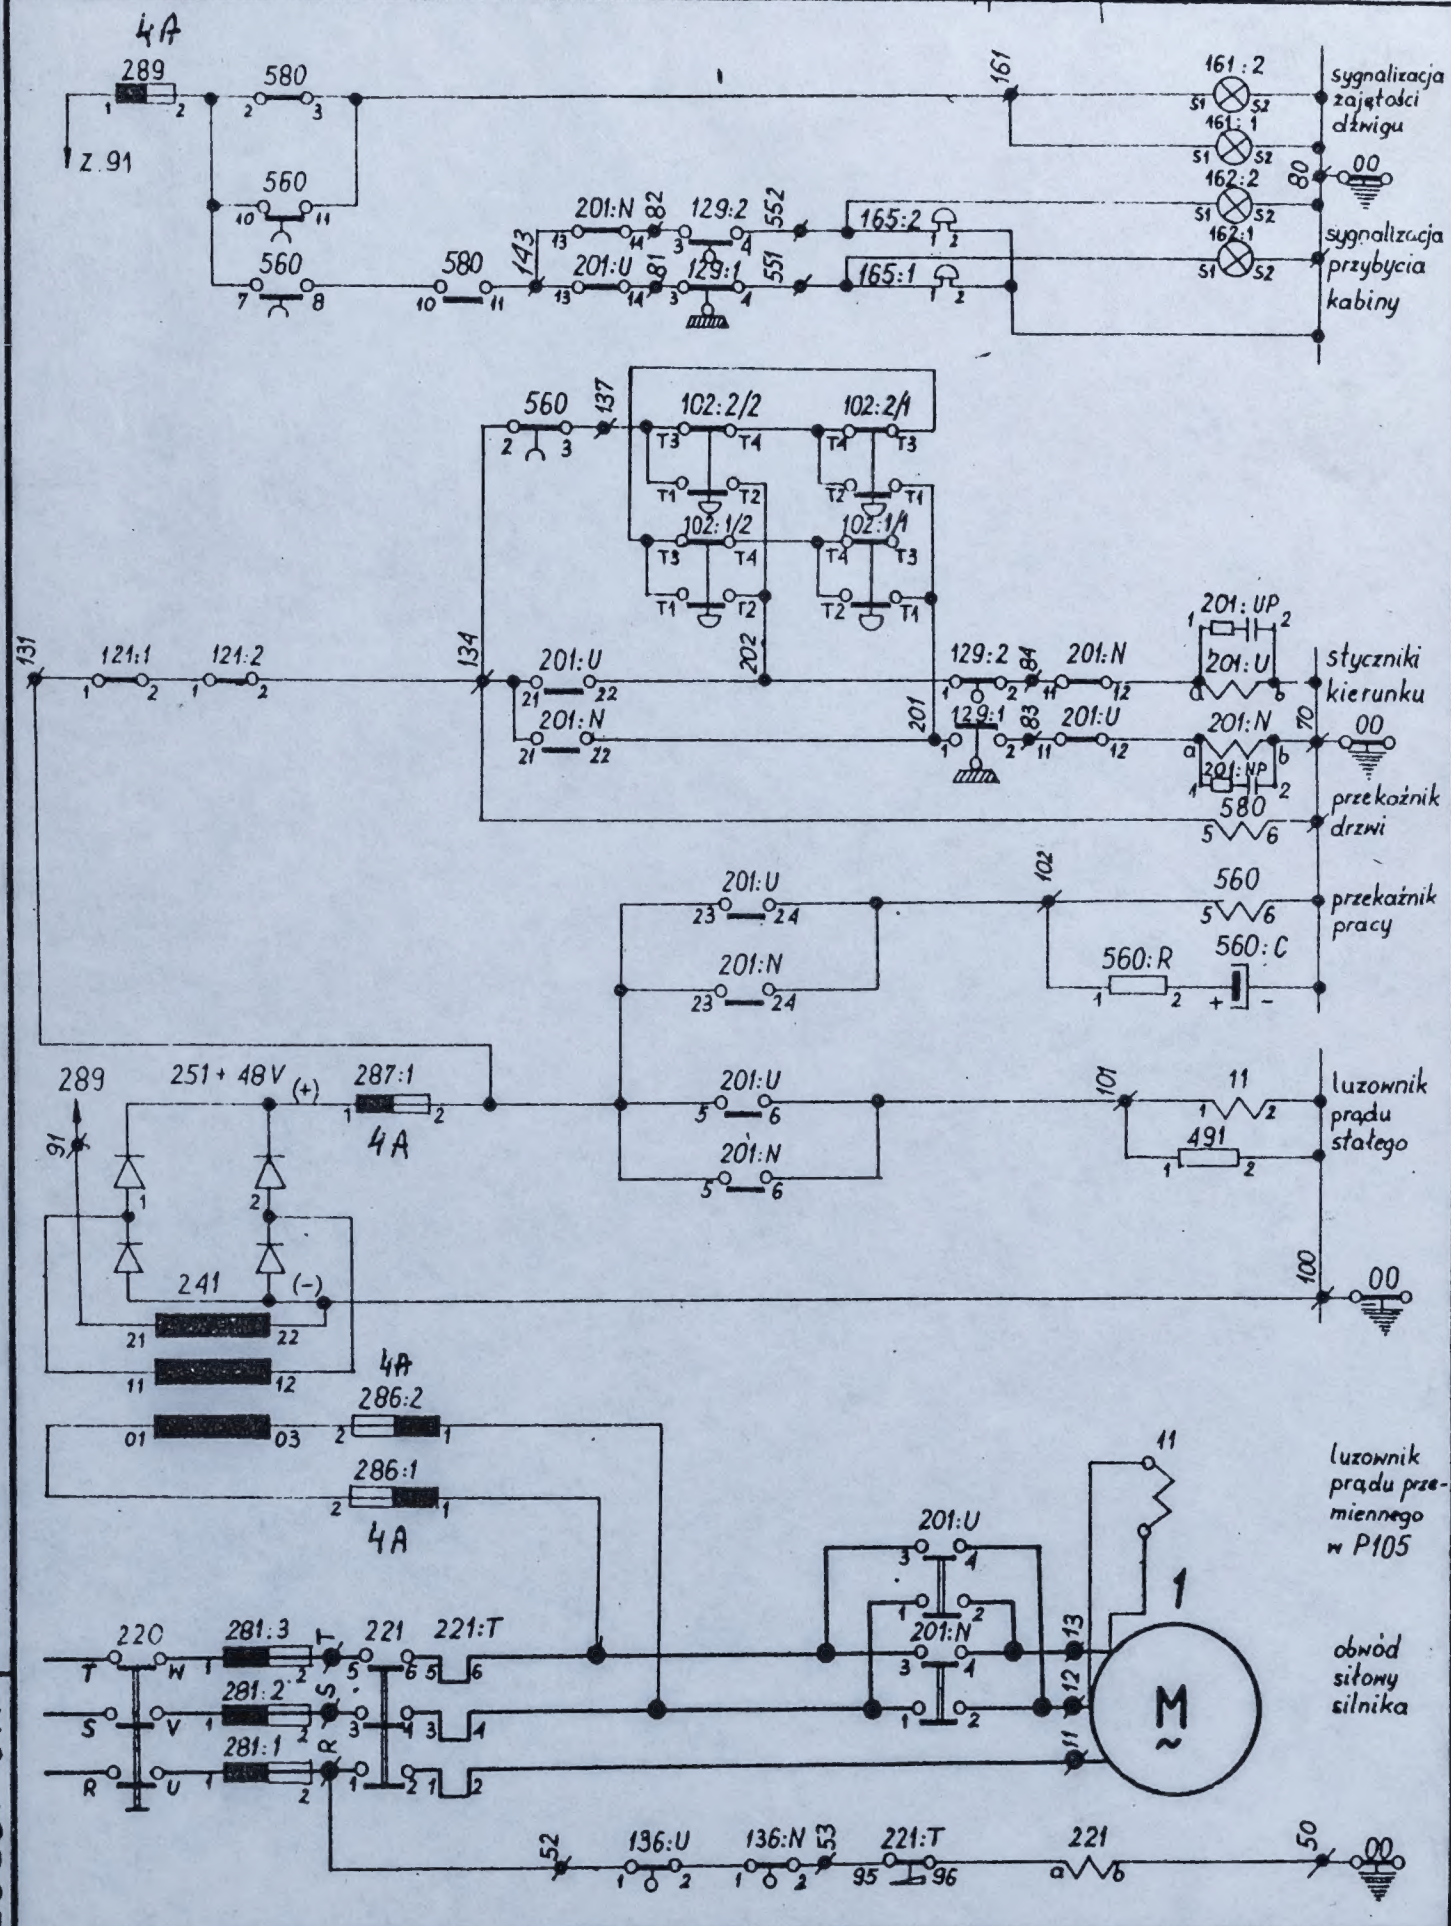 4A
289
580
161
161:2
sygnalizacja
zajętości
dźwigu
1 2 2 3
S1 S2
161:1
Z.91
S1 S2
560
10 11
162:2
80
00
201:N 82 129:2 552
13 14 3 4
165:2
1 2
S1 S2
sygnalizacja
przybycia
kabiny
560
580
143
201:U 81 129:1 551
165:1
162:1
7 8
10 11
13 14 3 4
1 2
S1 S2
560 137
102:2/2 102:2/1
2 3
T3 T4 T4 T3
T1 T2 T2 T1
102:1/2 102:1/1
T3 T4 T4 T3
T1 T2 T2 T1
131
121:1 121:2
134
201:U
202
129:2 84 201:N
201:UP
1 2
201:U
styczniki
kierunku
1 2 1 2
21 22
1 2 11 12
a b
201:N
201
129:1 83 201:U
201:N
70
00
21 22
1 2 11 12
a b
201:NP
1 2
580
przekoźnik
drzwi
5 6
201:U
102
560
przekaźnik
pracy
23 24
5 6
201:N
560:R 560:C
23 24
1 2 + -
289
251+48V (+) 287:1
201:U
101
11
luzownik
prądu
stałego
1 2
4A
5 6
1 2
91
201:N
491
5 6
1 2
1 2
241 (-)
100
00
21 22
11 12
4A
286:2
01 03 2 1
286:1
2 1
4A
11
luzownik
prądu prze-
miennego
w P105
201:U
3 4
1 2
1
220 281:3 T 221 221:T
201:N
13
T W 1 2 5 6 5 6
3 4
obwód
siłowy
silnika
281:2 S
12
S V 1 2 3 4 3 4
1 2
M
~
281:1 R
11
R U 1 2 1 2 1 2
52 136:U 136:N 53 221:T 221 50 00
1 2 1 2 95 96 a b